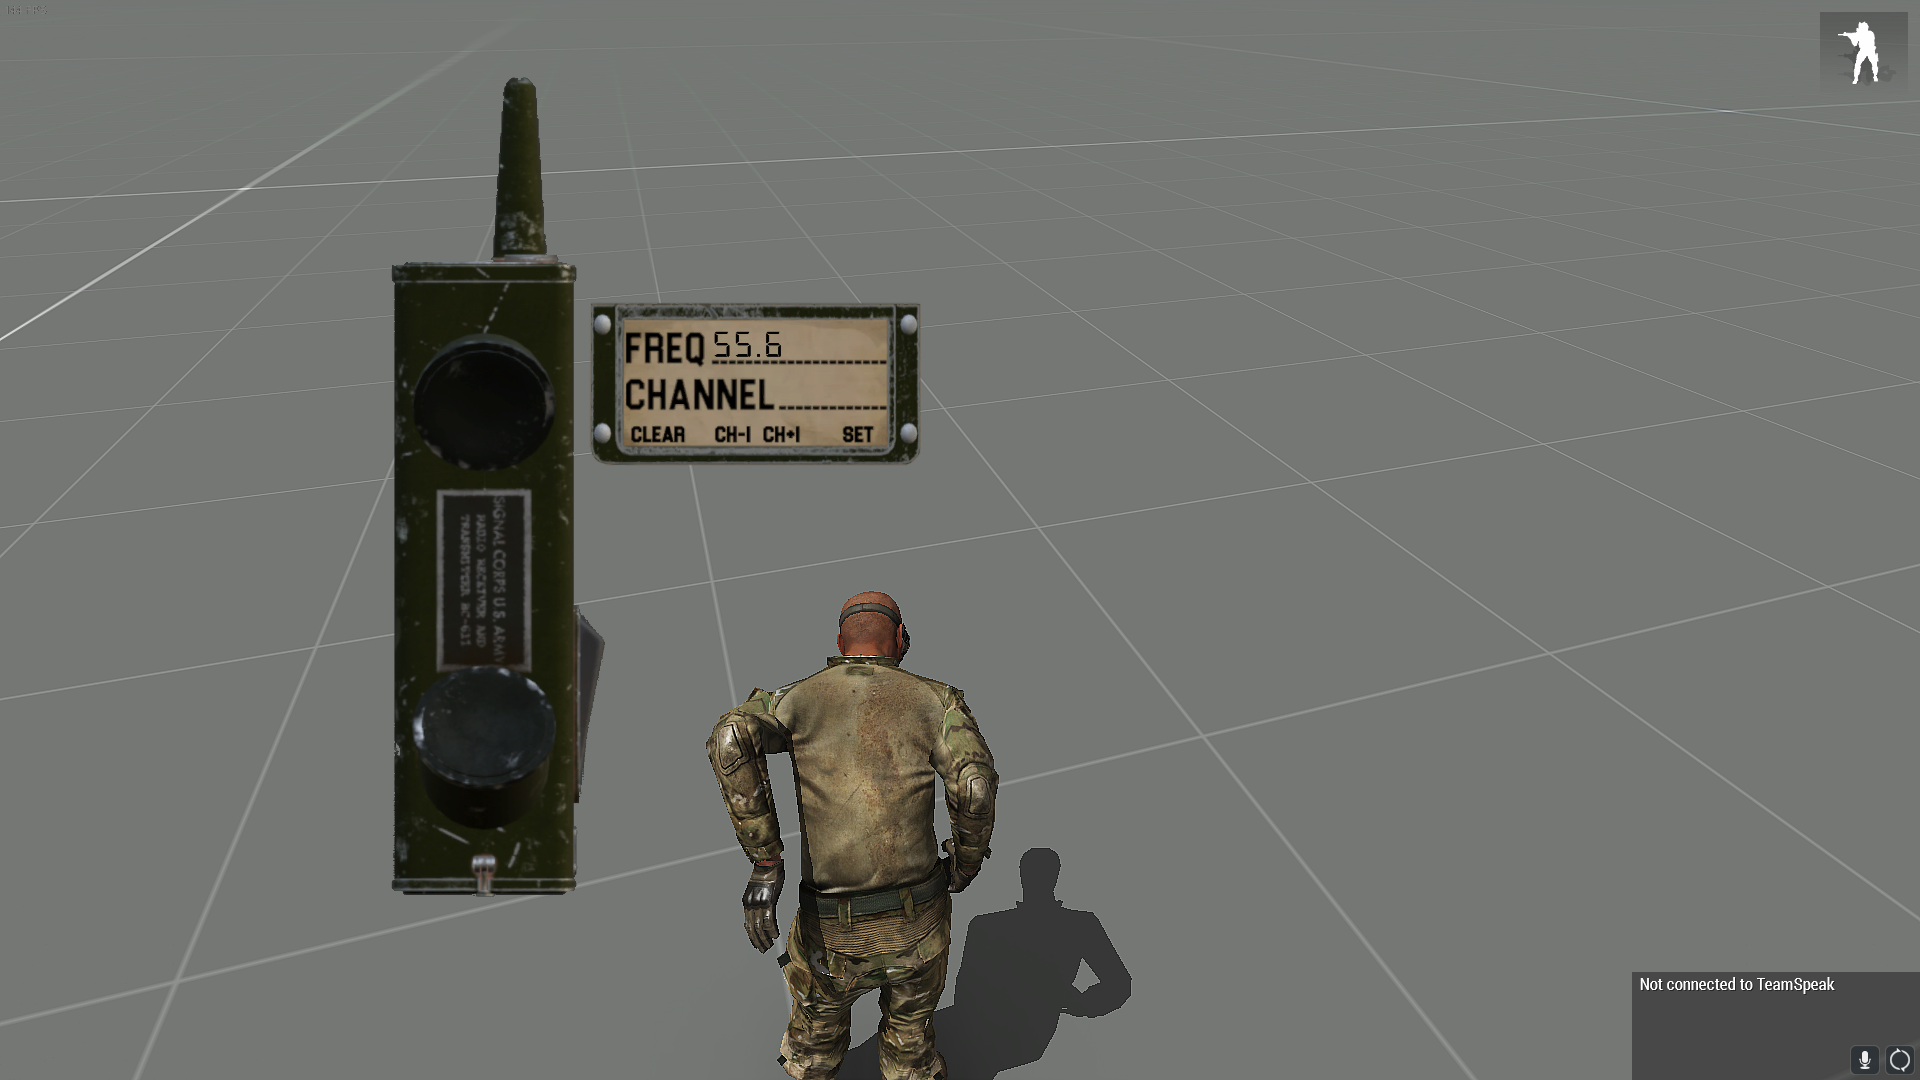 FREQ 55.6
CHANNEL
CLEAR CH-1 CH+1 SET
SIGNAL CORPS U.S. ARMY
RADIO RECEIVER AND
TRANSMITTER BC-611
Not connected to TeamSpeak